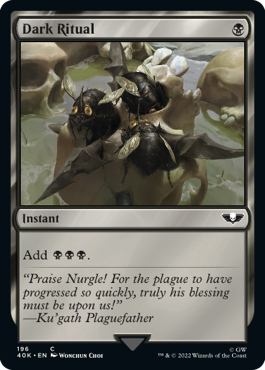 Dark Ritual
Instant
Add
“Praise Nurgle! For the plague to have
progressed so quickly, truly his blessing
must be upon us!”
—Ku'gath Plaguefather
196 C
40K • EN WONCHUN CHOI
© GW
™ & © 2022 Wizards of the Coast